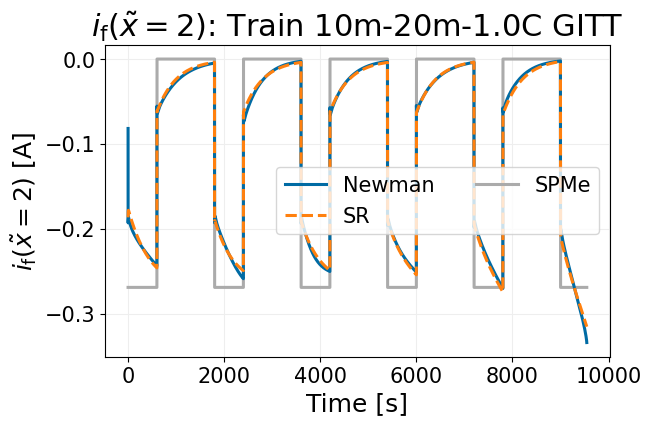 i_f(x̃ = 2): Train 10m-20m-1.0C GITT
i_f(x̃ = 2) [A]
0.0
−0.1
−0.2
−0.3
Newman
SPMe
SR
0 2000 4000 6000 8000 10000
Time [s]